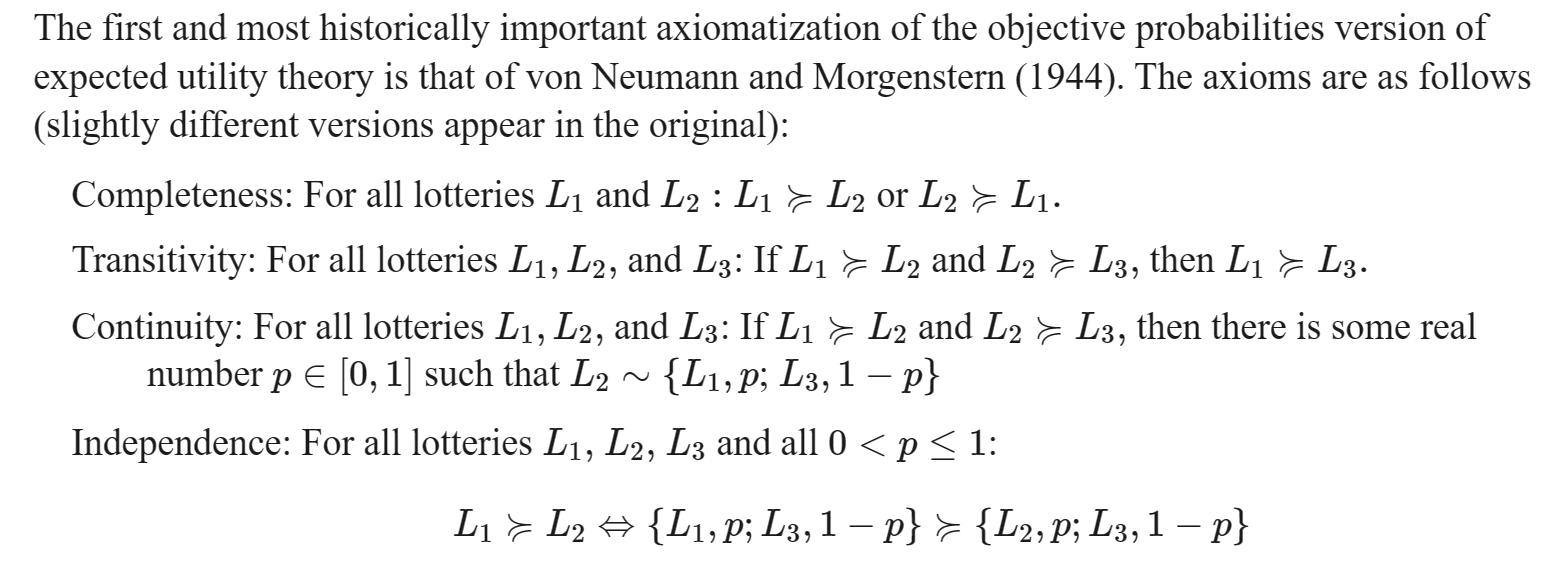 The first and most historically important axiomatization of the objective probabilities version of
expected utility theory is that of von Neumann and Morgenstern (1944). The axioms are as follows
(slightly different versions appear in the original):
Completeness: For all lotteries L₁ and L₂ : L₁ ≽ L₂ or L₂ ≽ L₁.
Transitivity: For all lotteries L₁, L₂, and L₃: If L₁ ≽ L₂ and L₂ ≽ L₃, then L₁ ≽ L₃.
Continuity: For all lotteries L₁, L₂, and L₃: If L₁ ≽ L₂ and L₂ ≽ L₃, then there is some real
number p ∈ [0, 1] such that L₂ ∼ {L₁, p; L₃, 1 − p}
Independence: For all lotteries L₁, L₂, L₃ and all 0 < p ≤ 1:
L₁ ≽ L₂ ⇔ {L₁, p; L₃, 1 − p} ≽ {L₂, p; L₃, 1 − p}